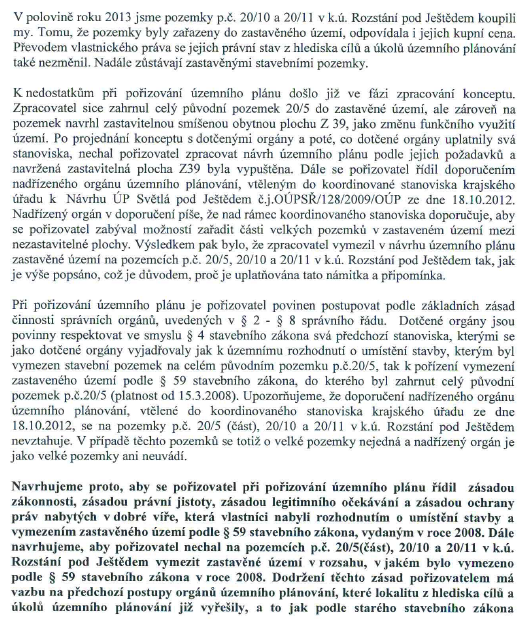 V polovině roku 2013 jsme pozemky p.č. 20/10 a 20/11 v k.ú. Rozstání pod Ještědem koupili
my. Tomu, že pozemky byly zařazeny do zastavěného území, odpovídala i jejich kupní cena.
Převodem vlastnického práva se jejich právní stav z hlediska cílů a úkolů územního plánování
také nezměnil. Nadále zůstávají zastavěnými stavebními pozemky.
K nedostatkům při pořizování územního plánu došlo již ve fázi zpracování konceptu.
Zpracovatel sice zahrnul celý původní pozemek 20/5 do zastavěné území, ale zároveň na
pozemek navrhl zastavitelnou smíšenou obytnou plochu Z 39, jako změnu funkčního využití
území. Po projednání konceptu s dotčenými orgány a poté, co dotčené orgány uplatnily svá
stanoviska, nechal pořizovatel zpracovat návrh územního plánu podle jejich požadavků a
navržená zastavitelná plocha Z39 byla vypuštěna. Dále se pořizovatel řídil doporučením
nadřízeného orgánu územního plánování, vtěleným do koordinované stanoviska krajského
úřadu k Návrhu ÚP Světlá pod Ještědem č.j.OÚPSŘ/128/2009/OÚP ze dne 18.10.2012.
Nadřízený orgán v doporučení píše, že nad rámec koordinovaného stanoviska doporučuje, aby
se pořizovatel zabýval možností zařadit části velkých pozemků v zastaveném území mezi
nezastavitelné plochy. Výsledkem pak bylo, že zpracovatel vymezil v návrhu územního plánu
zastavěné území na pozemcích p.č. 20/5, 20/10 a 20/11 v k.ú. Rozstání pod Ještědem tak, jak
je výše popsáno, což je důvodem, proč je uplatňována tato námitka a připomínka.
Při pořizování územního plánu je pořizovatel povinen postupovat podle základních zásad
činnosti správních orgánů, uvedených v § 2 - § 8 správního řádu. Dotčené orgány jsou
povinny respektovat ve smyslu § 4 stavebního zákona svá předchozí stanoviska, kterými se
jako dotčené orgány vyjadřovaly jak k územnímu rozhodnutí o umístění stavby, kterým byl
vymezen stavební pozemek na celém původním pozemku p.č.20/5, tak k pořízení vymezení
zastaveného území podle § 59 stavebního zákona, do kterého byl zahrnut celý původní
pozemek p.č.20/5 (platnost od 15.3.2008). Upozorňujeme, že doporučení nadřízeného orgánu
územního plánování, vtělené do koordinovaného stanoviska krajského úřadu ze dne
18.10.2012, se na pozemky p.č. 20/5 (část), 20/10 a 20/11 v k.ú. Rozstání pod Ještědem
nevztahuje. V případě těchto pozemků se totiž o velké pozemky nejedná a nadřízený orgán je
jako velké pozemky ani neuvádí.
Navrhujeme proto, aby se pořizovatel při pořizování územního plánu řídil zásadou
zákonnosti, zásadou právní jistoty, zásadou legitimního očekávání a zásadou ochrany
práv nabytých v dobré víře, která vlastníci nabyli rozhodnutím o umístění stavby a
vymezením zastavěného území podle § 59 stavebního zákona, vydaným v roce 2008. Dále
navrhujeme, aby pořizovatel nechal na pozemcích p.č. 20/5(část), 20/10 a 20/11 v k.ú.
Rozstání pod Ještědem vymezit zastavěné území v rozsahu, v jakém bylo vymezeno
podle § 59 stavebního zákona v roce 2008. Dodržení těchto zásad pořizovatelem má
vazbu na předchozí postupy orgánů územního plánování, které lokalitu z hlediska cílů a
úkolů územního plánování již vyřešily, a to jak podle starého stavebního zákona